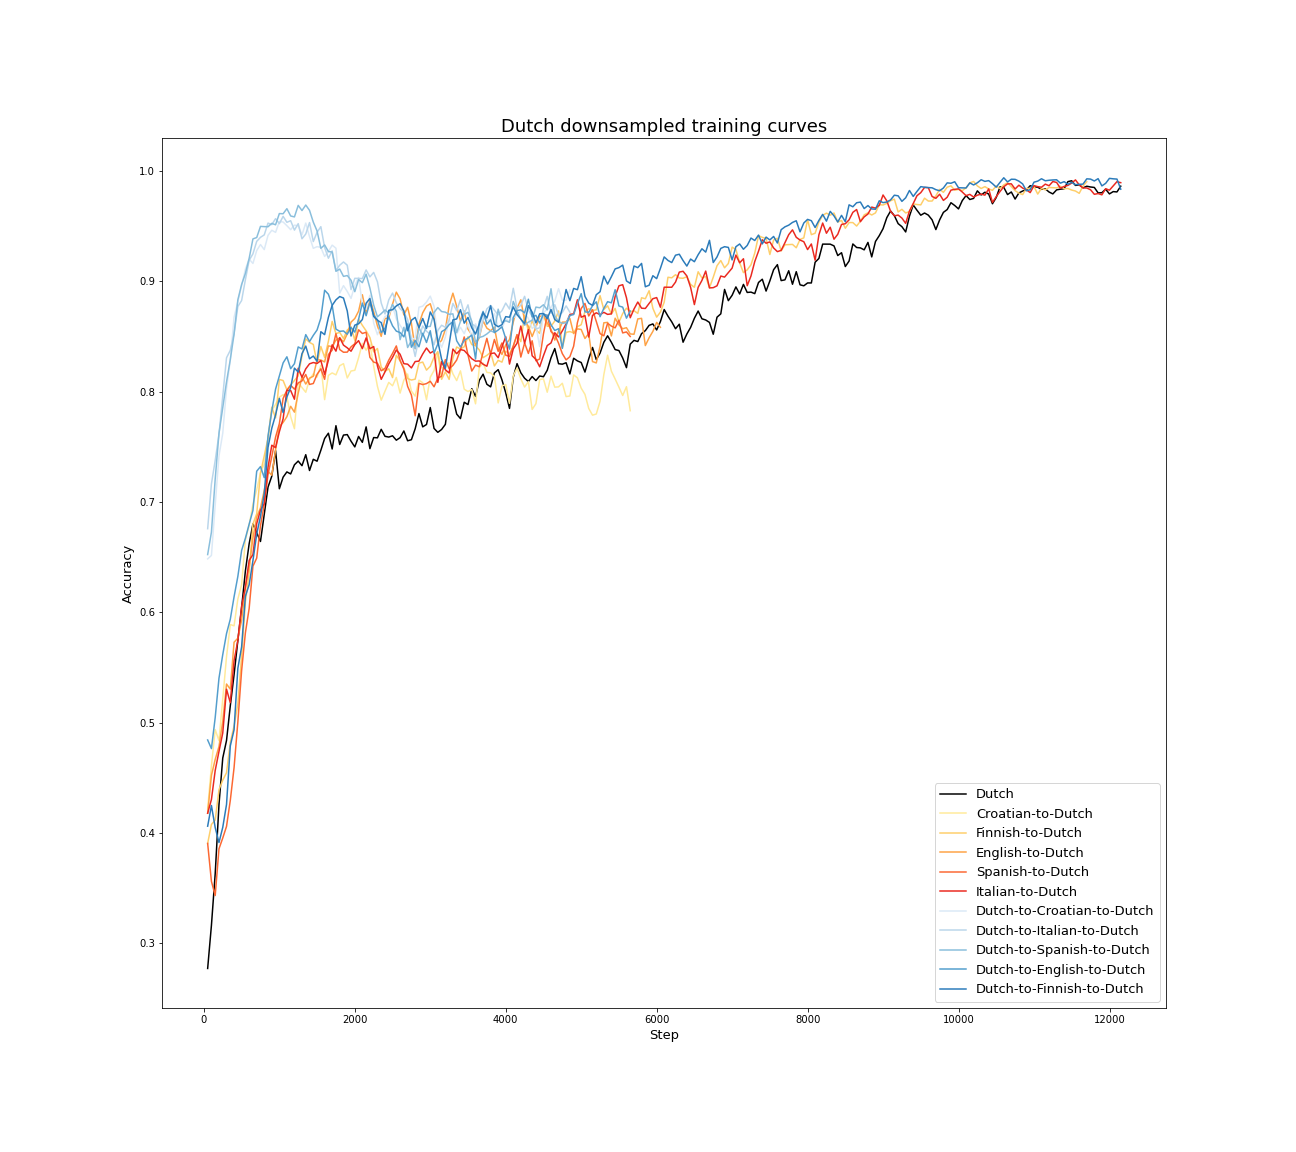 Dutch downsampled training curves
1.0
0.9
0.8
0.7
0.6
0.5
0.4
0.3
Accuracy
0
2000
4000
6000
8000
10000
12000
Step
Dutch
Croatian-to-Dutch
Finnish-to-Dutch
English-to-Dutch
Spanish-to-Dutch
Italian-to-Dutch
Dutch-to-Croatian-to-Dutch
Dutch-to-Italian-to-Dutch
Dutch-to-Spanish-to-Dutch
Dutch-to-English-to-Dutch
Dutch-to-Finnish-to-Dutch